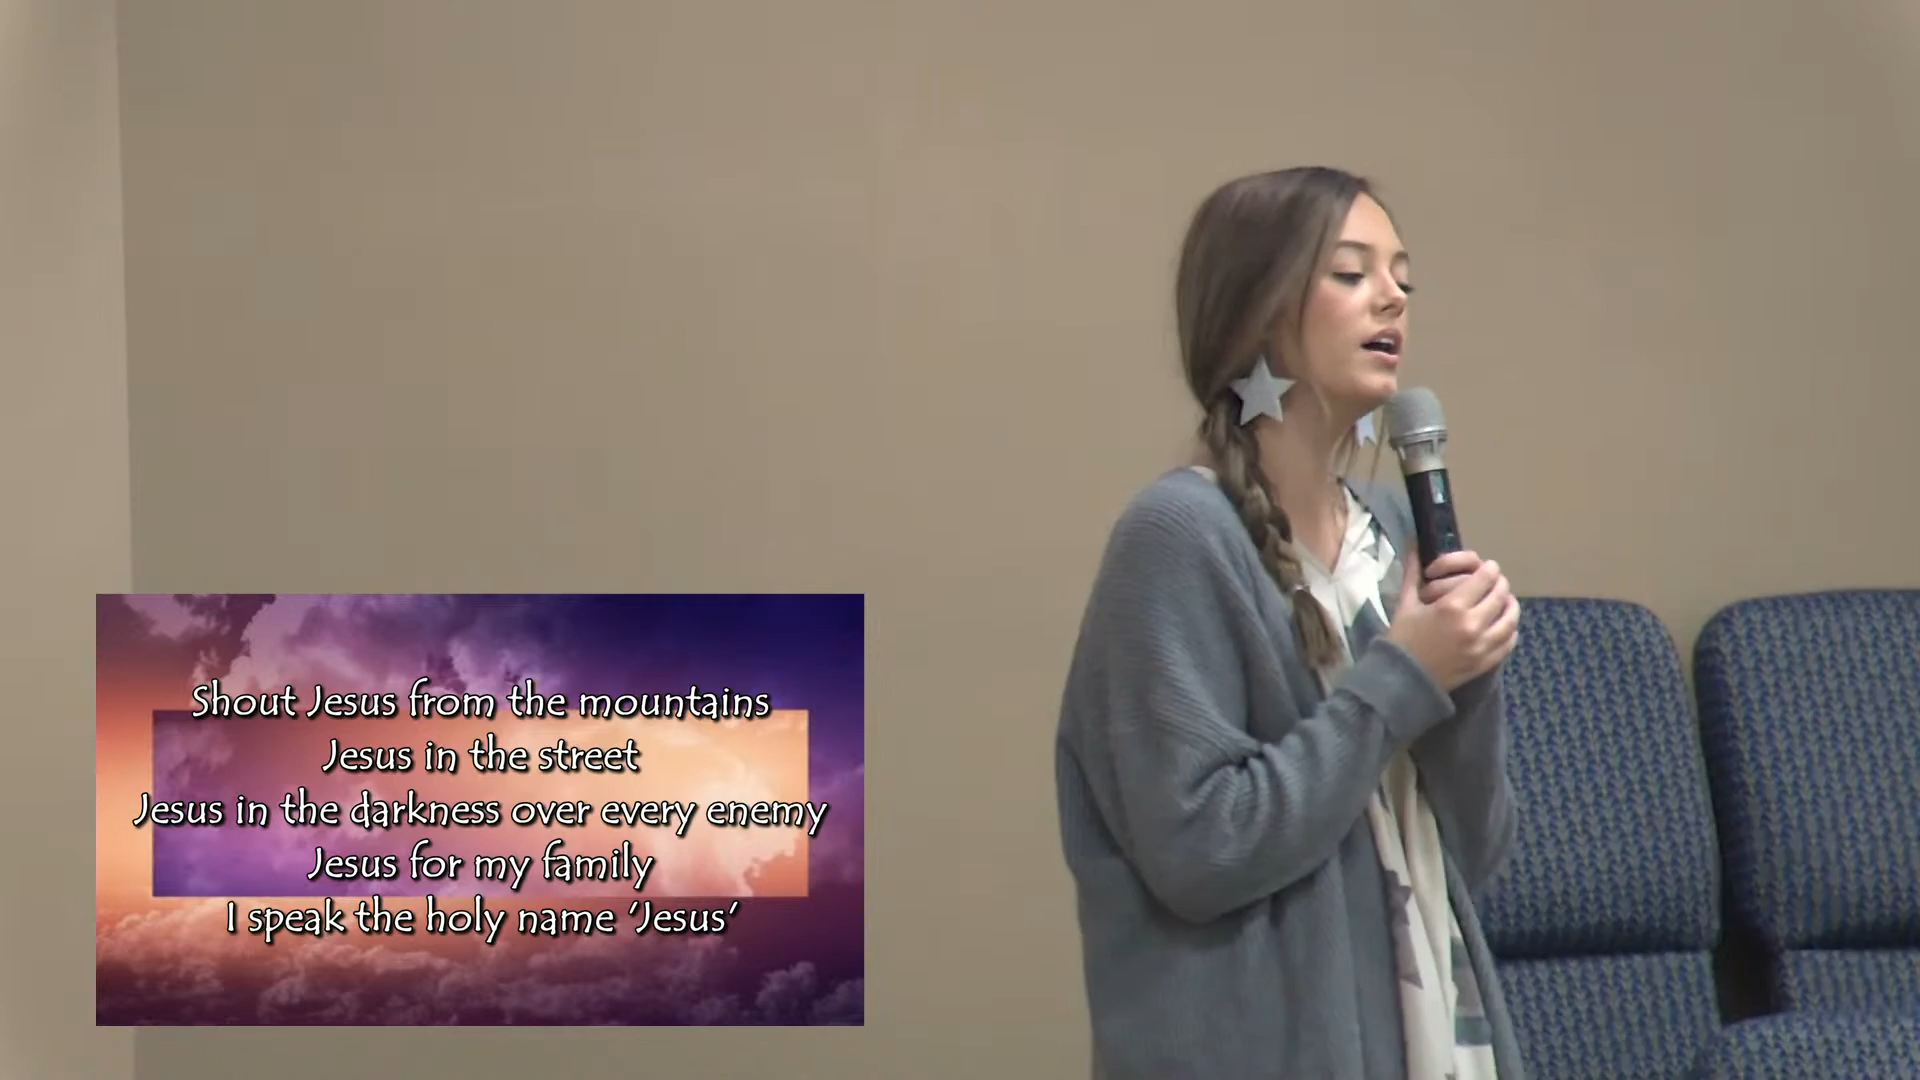 Shout Jesus from the mountains
Jesus in the street
Jesus in the darkness over every enemy
Jesus for my family
I speak the holy name 'Jesus'